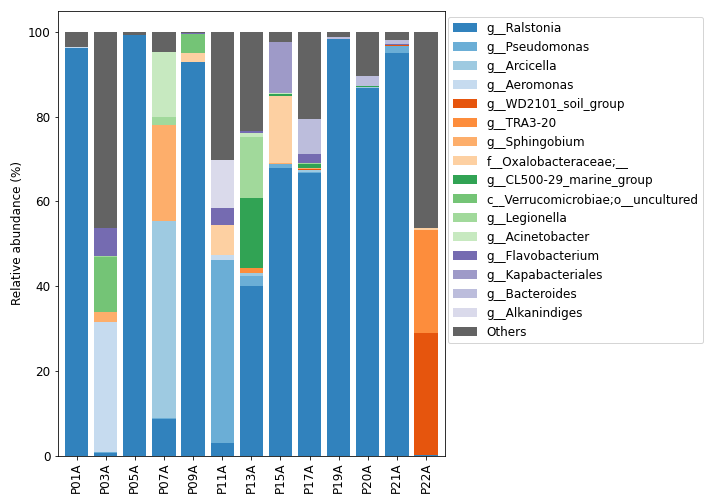 100
80
60
40
20
0
Relative abundance (%)
P01A
P03A
P05A
P07A
P09A
P11A
P13A
P15A
P17A
P19A
P20A
P21A
P22A
g__Ralstonia
g__Pseudomonas
g__Arcicella
g__Aeromonas
g__WD2101_soil_group
g__TRA3-20
g__Sphingobium
f__Oxalobacteraceae;__
g__CL500-29_marine_group
c__Verrucomicrobiae;o__uncultured
g__Legionella
g__Acinetobacter
g__Flavobacterium
g__Kapabacteriales
g__Bacteroides
g__Alkanindiges
Others